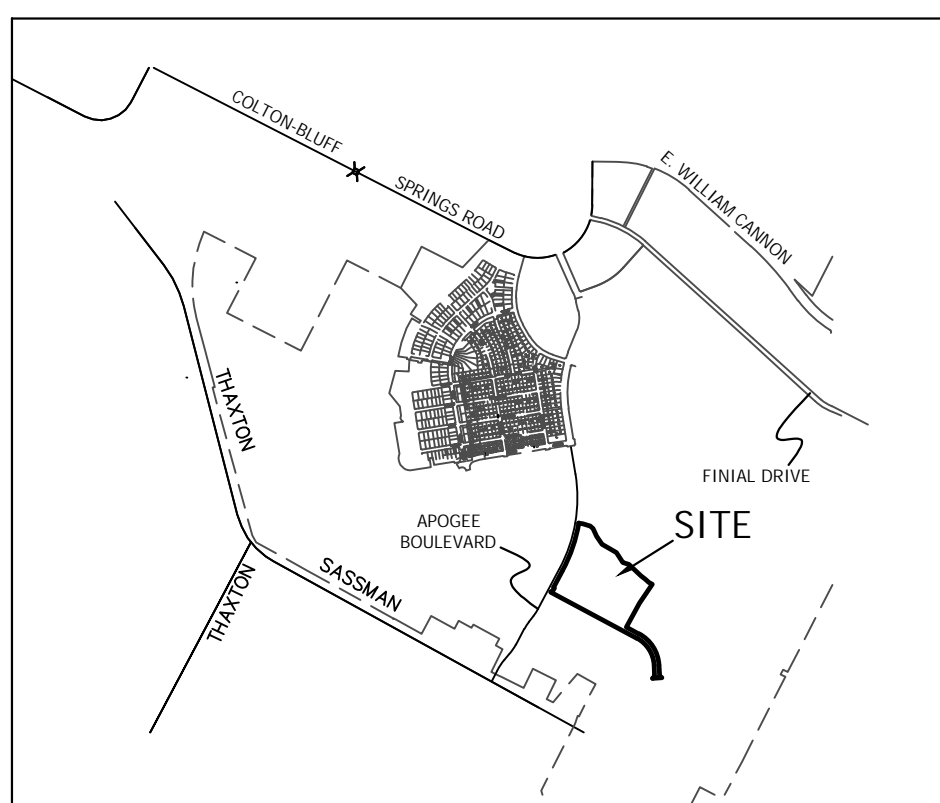 COLTON-BLUFF
SPRINGS ROAD
E. WILLIAM CANNON
THAXTON
FINIAL DRIVE
APOGEE
BOULEVARD
SITE
SASSMAN
THAXTON